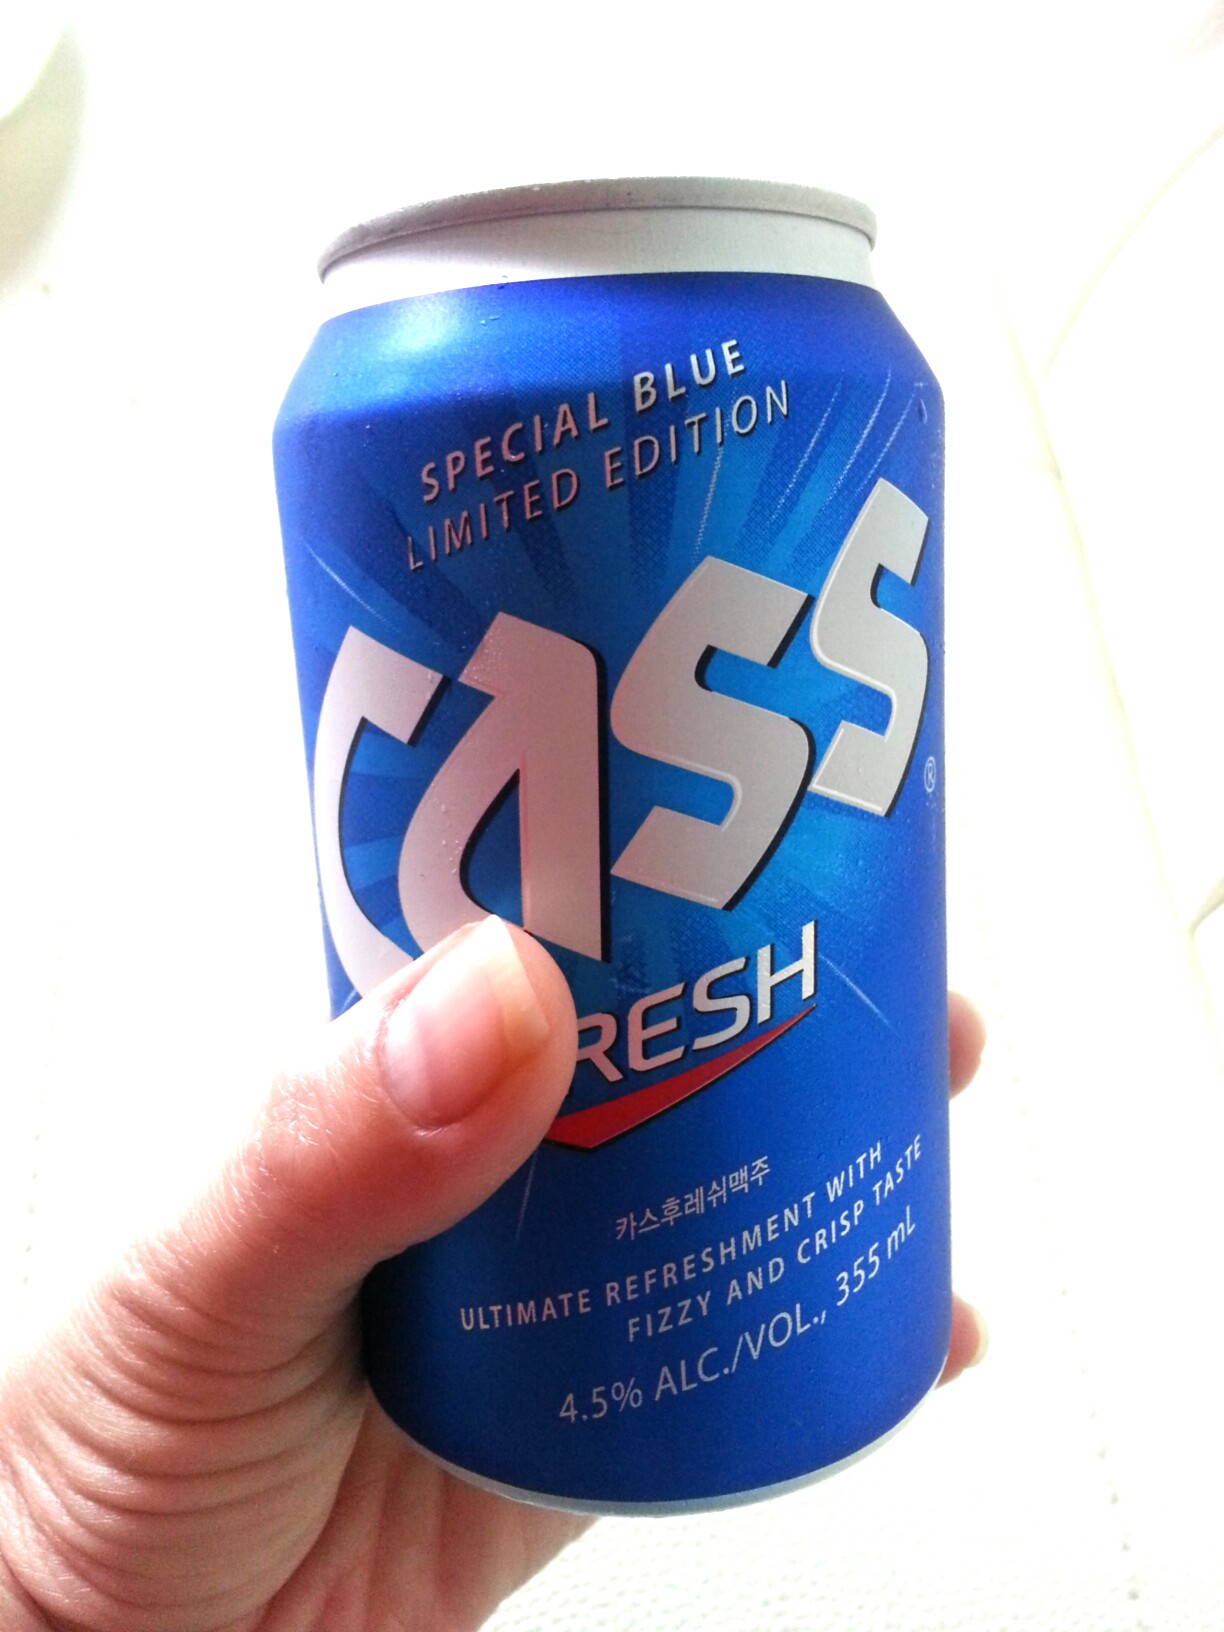 SPECIAL BLUE
LIMITED EDITION
CASS
®
RESH
카스후레쉬맥주
ULTIMATE REFRESHMENT WITH
FIZZY AND CRISP TASTE
4.5% ALC./VOL., 355 mL